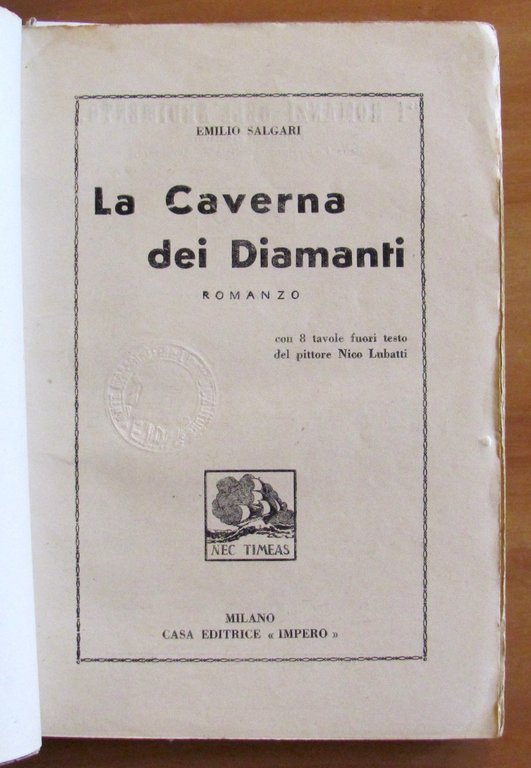 EMILIO SALGARI
La Caverna
dei Diamanti
ROMANZO
con 8 tavole fuori testo
del pittore Nico Lubatti
NEC TIMEAS
MILANO
CASA EDITRICE « IMPERO »